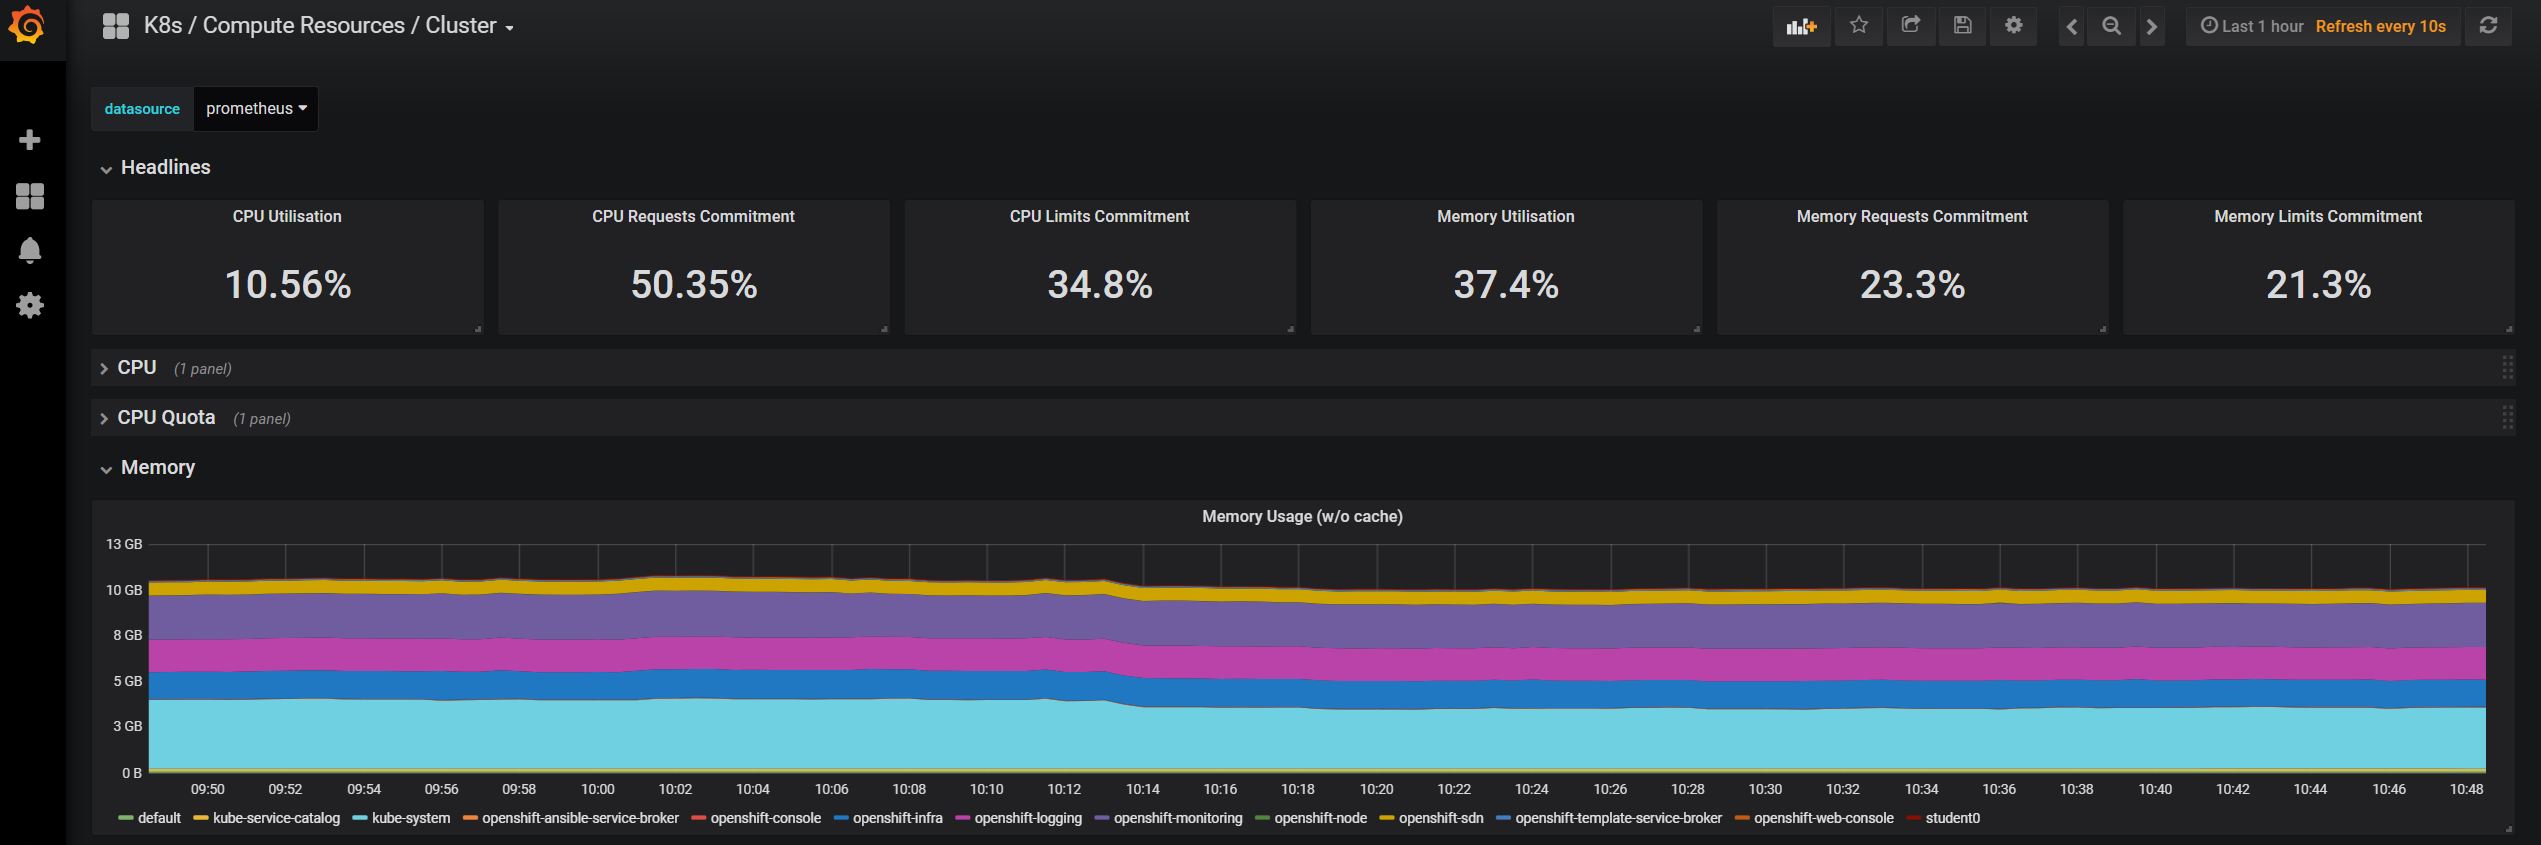 K8s / Compute Resources / Cluster
Last 1 hour Refresh every 10s
datasource prometheus
Headlines
CPU Utilisation
10.56%
CPU Requests Commitment
50.35%
CPU Limits Commitment
34.8%
Memory Utilisation
37.4%
Memory Requests Commitment
23.3%
Memory Limits Commitment
21.3%
CPU (1 panel)
CPU Quota (1 panel)
Memory
Memory Usage (w/o cache)
13 GB
10 GB
8 GB
5 GB
3 GB
0 B
09:50 09:52 09:54 09:56 09:58 10:00 10:02 10:04 10:06 10:08 10:10 10:12 10:14 10:16 10:18 10:20 10:22 10:24 10:26 10:28 10:30 10:32 10:34 10:36 10:38 10:40 10:42 10:44 10:46 10:48
default kube-service-catalog kube-system openshift-ansible-service-broker openshift-console openshift-infra openshift-logging openshift-monitoring openshift-node openshift-sdn openshift-template-service-broker openshift-web-console student0